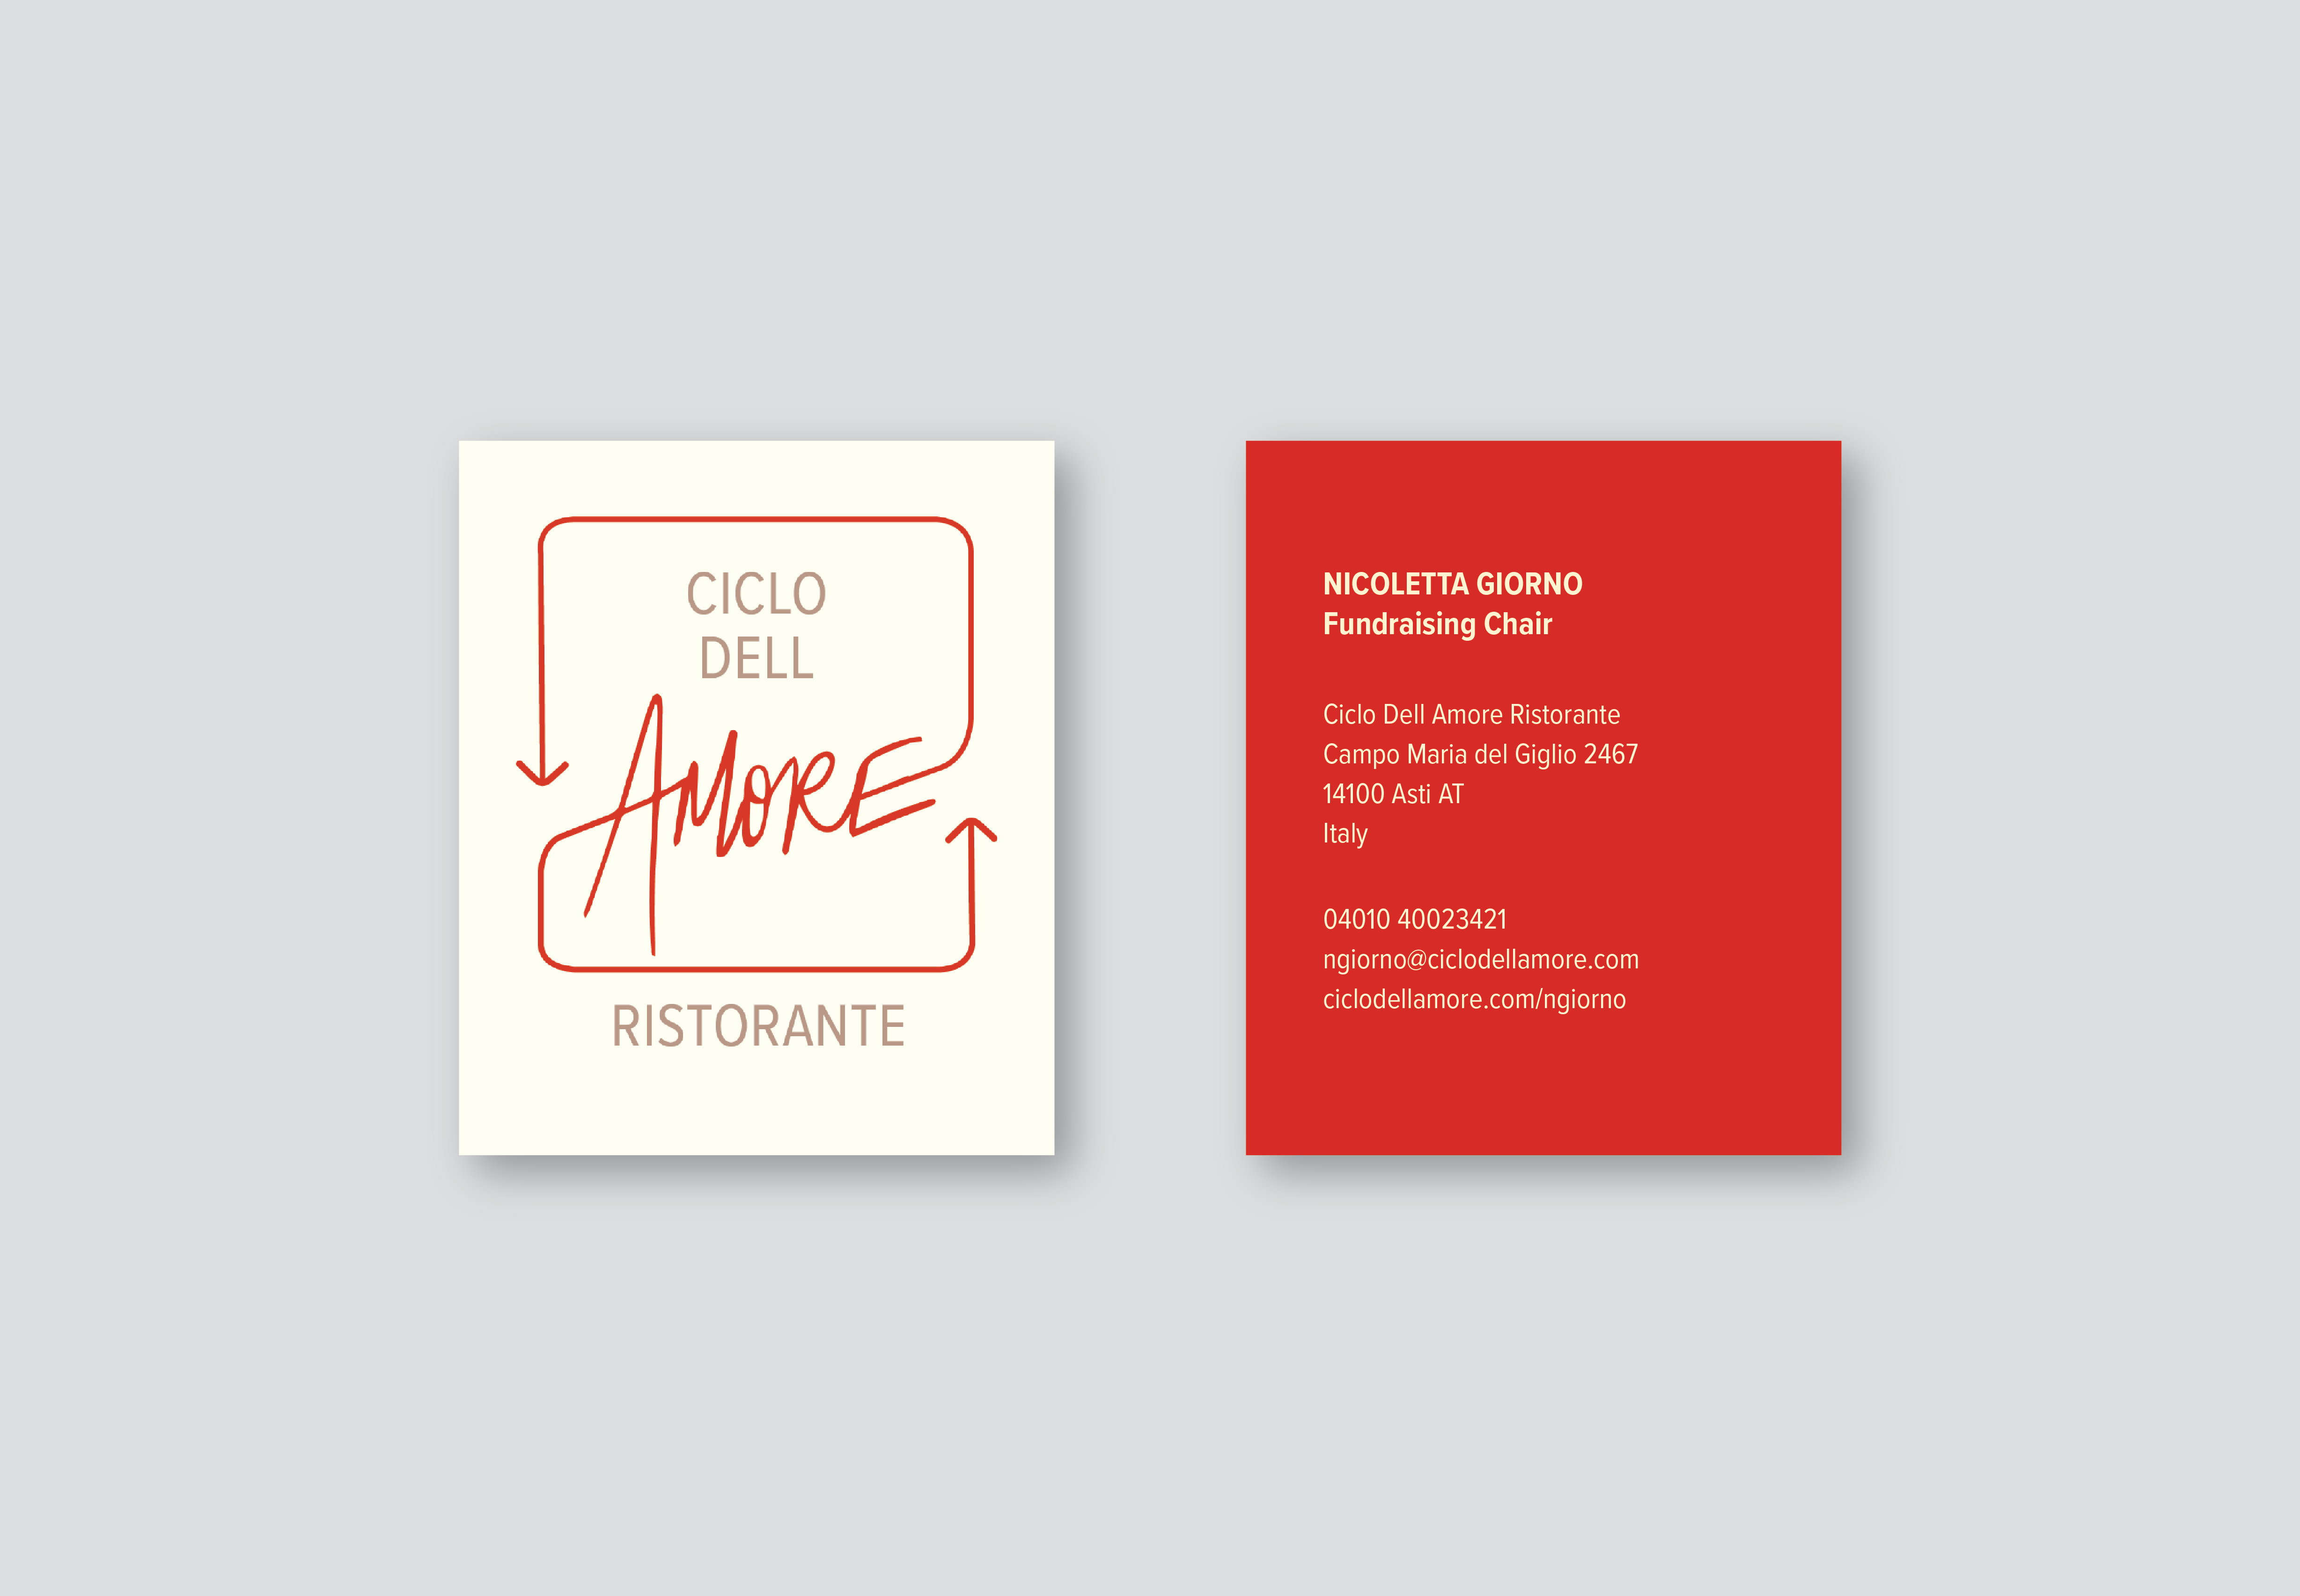 CICLO
DELL
AMORE
RISTORANTE
NICOLETTA GIORNO
Fundraising Chair
Ciclo Dell Amore Ristorante
Campo Maria del Giglio 2467
14100 Asti AT
Italy
04010 40023421
ngiorno@ciclodellamore.com
ciclodellamore.com/ngiorno